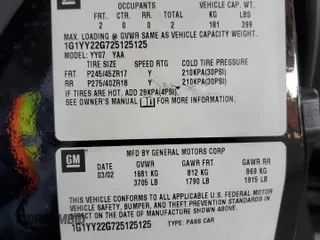 GM
OCCUPANTS VEHICLE CAP. WT.
FRT CTR RR TOTAL KG LBS
2 0 0 2 181 399
MAX. LOADING @ GVWR SAME AS VEHICLE CAPACITY WEIGHT.
1G1YY22G725125125
MODEL: YY07 YAA
TIRE SIZE SPEED RTG COLD TIRE PRESSURE
FRT P245/45ZR17 Y 210KPA(30PSI)
RR P275/40ZR18 Y 210KPA(30PSI)
IF TIRES ARE HOT, ADD 28KPA(4PSI).
SEE OWNER'S MANUAL FOR MORE INFORMATION.
GM MFD BY GENERAL MOTORS CORP
DATE GVWR GAWR FRT GAWR RR
03/02 1681 KG 812 KG 869 KG
3705 LB 1790 LB 1915 LB
THIS VEHICLE CONFORMS TO ALL APPLICABLE U.S. FEDERAL MOTOR
VEHICLE SAFETY, BUMPER, AND THEFT PREVENTION STANDARDS IN
EFFECT ON THE DATE OF MANUFACTURE SHOWN ABOVE.
1G1YY22G725125125 TYPE: PASS CAR